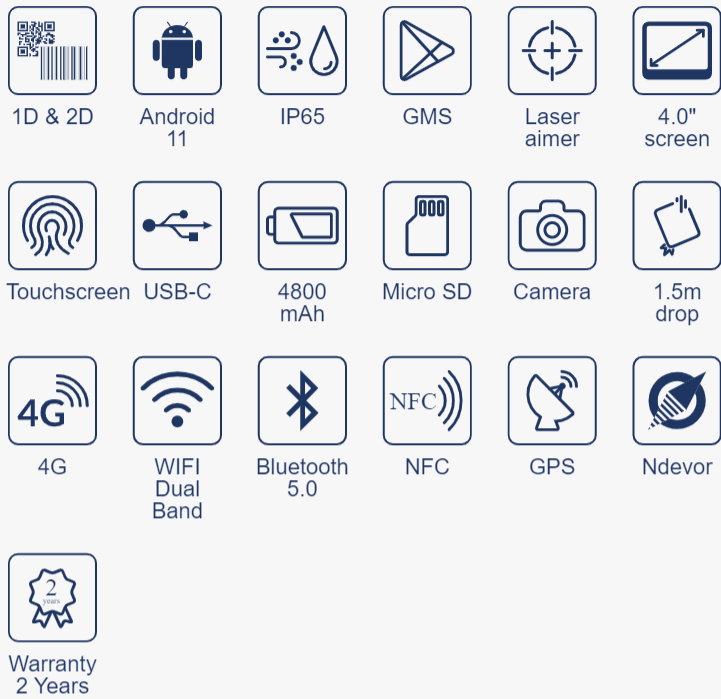 1D & 2D
Android
11
IP65
GMS
Laser
aimer
4.0"
screen
Touchscreen
USB-C
4800
mAh
Micro SD
Camera
1.5m
drop
4G
4G
WIFI
Dual
Band
Bluetooth
5.0
NFC
NFC
GPS
Ndevor
2
years
Warranty
2 Years